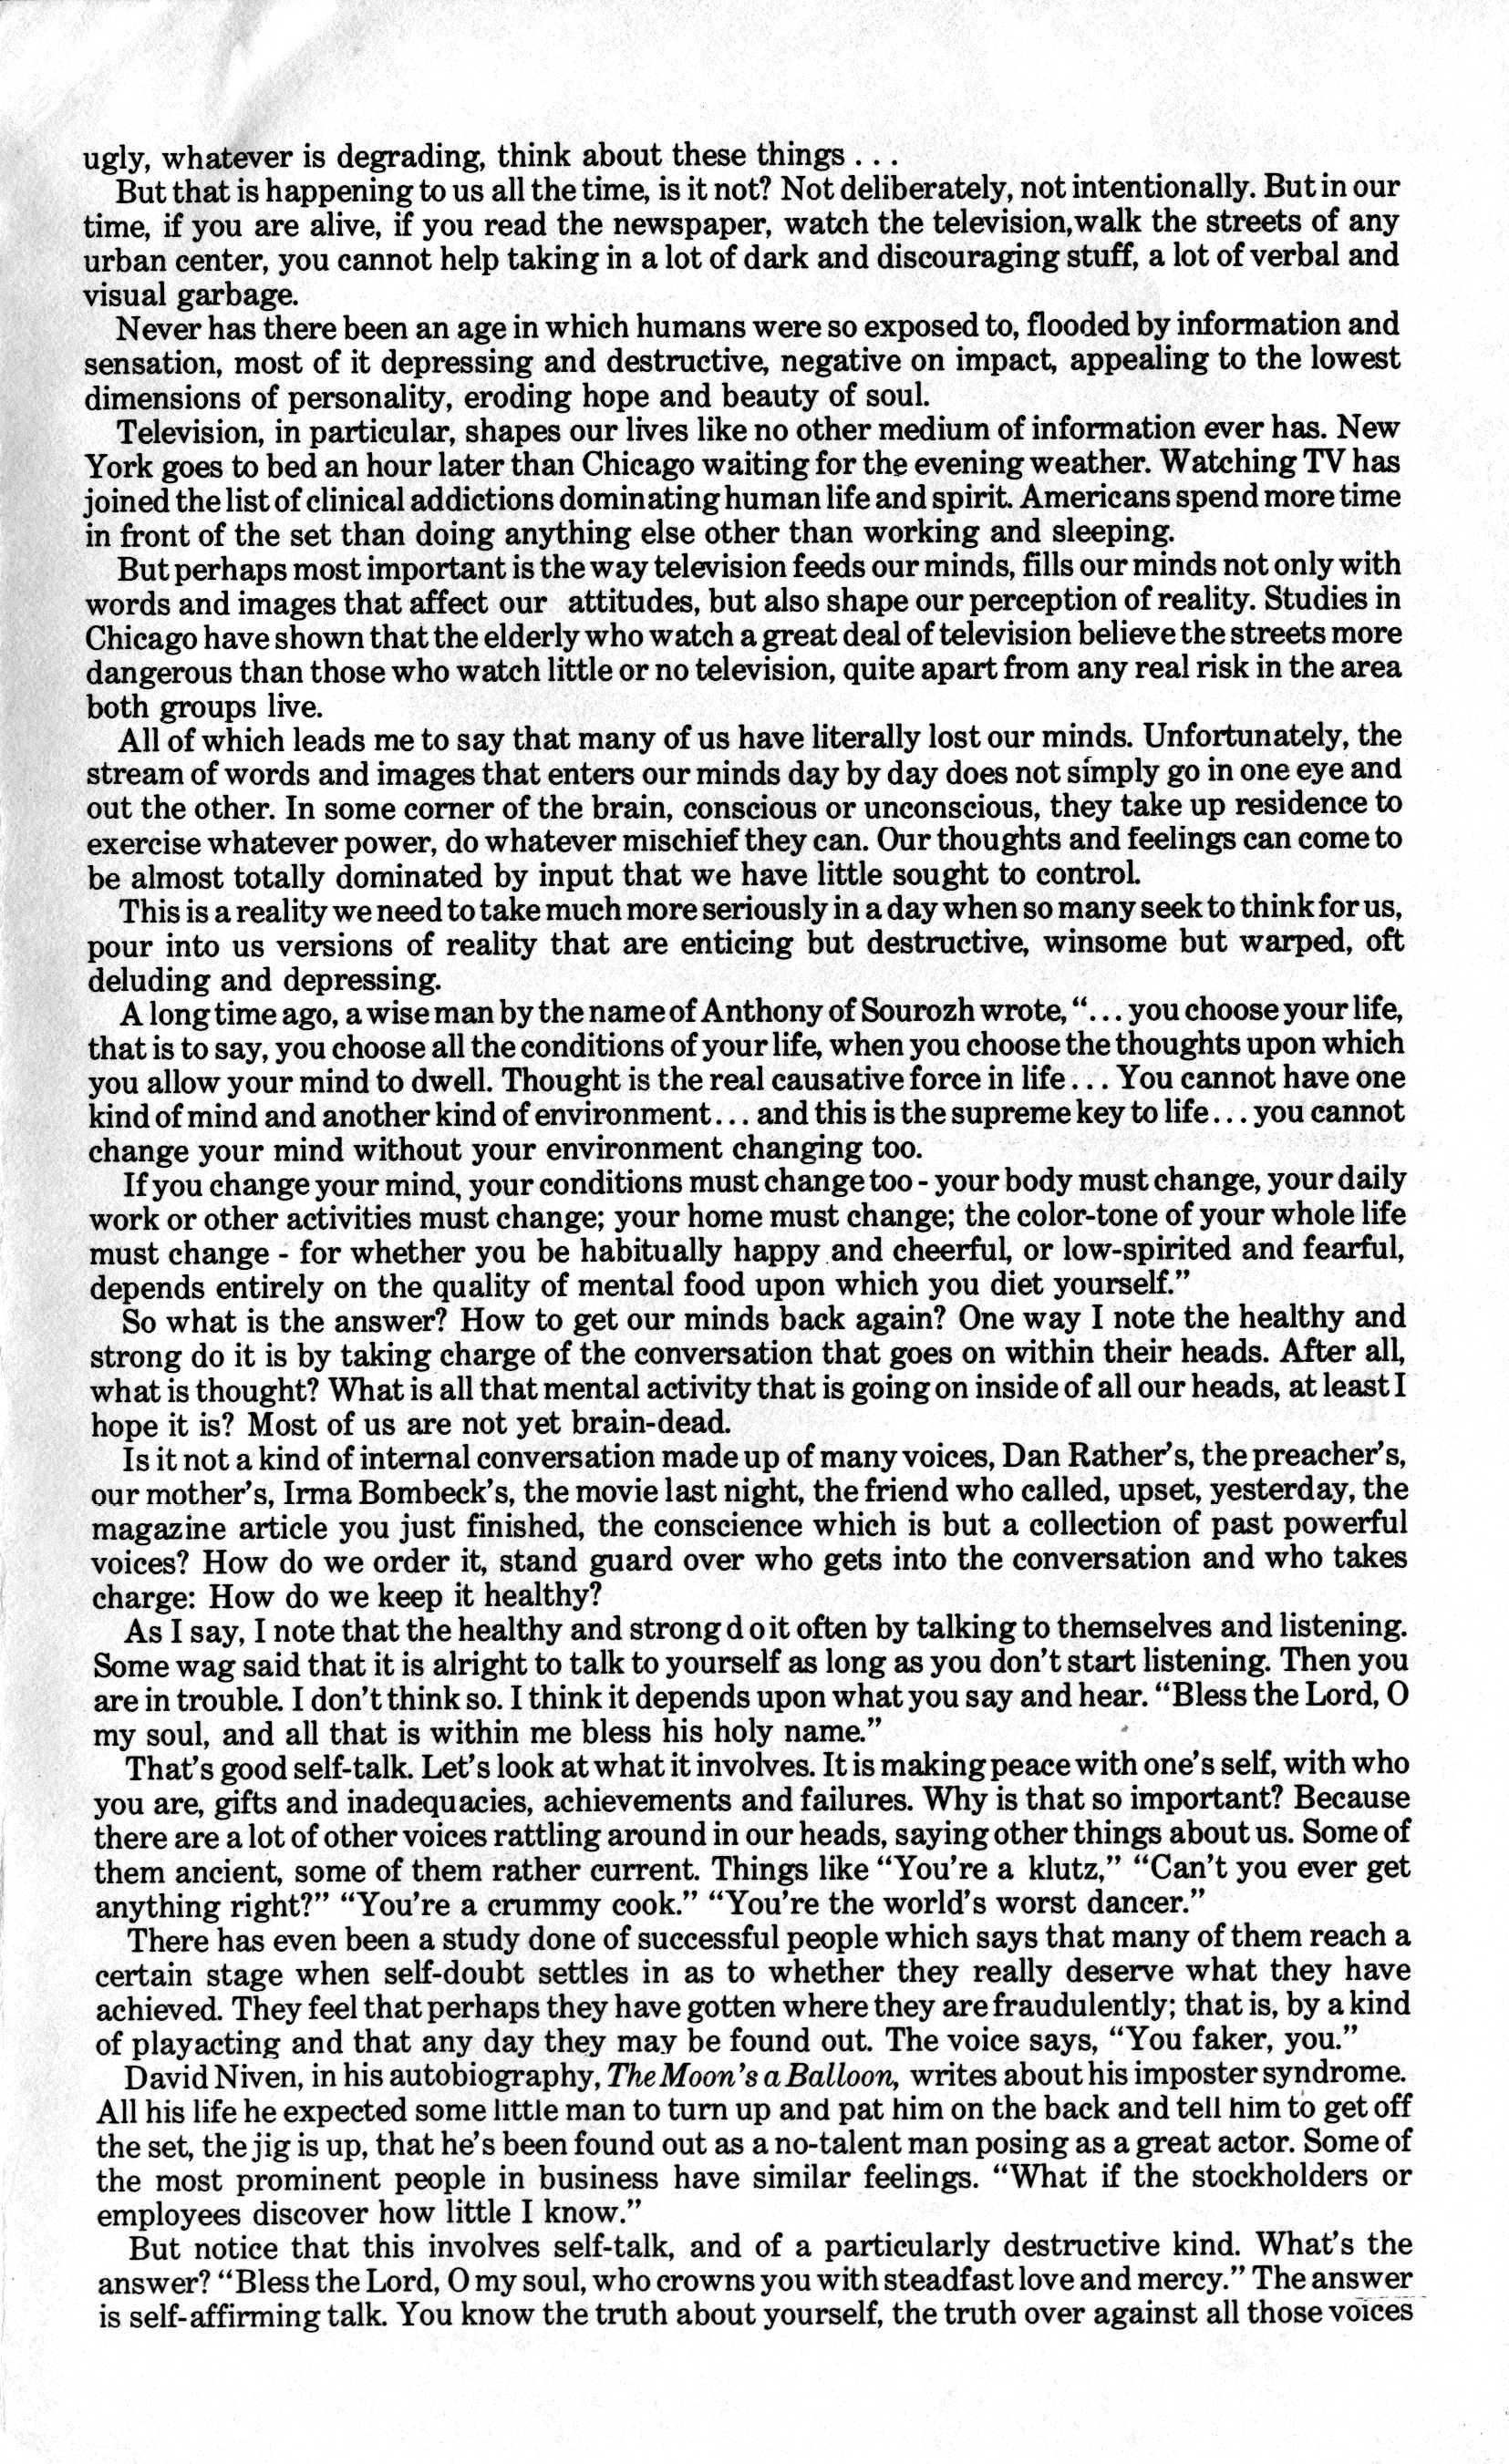 ugly, whatever is degrading, think about these things . . .
But that is happening to us all the time, is it not? Not deliberately, not intentionally. But in our
time, if you are alive, if you read the newspaper, watch the television,walk the streets of any
urban center, you cannot help taking in a lot of dark and discouraging stuff, a lot of verbal and
visual garbage.
Never has there been an age in which humans were so exposed to, flooded by information and
sensation, most of it depressing and destructive, negative on impact, appealing to the lowest
dimensions of personality, eroding hope and beauty of soul.
Television, in particular, shapes our lives like no other medium of information ever has. New
York goes to bed an hour later than Chicago waiting for the evening weather. Watching TV has
joined the list of clinical addictions dominating human life and spirit. Americans spend more time
in front of the set than doing anything else other than working and sleeping.
But perhaps most important is the way television feeds our minds, fills our minds not only with
words and images that affect our attitudes, but also shape our perception of reality. Studies in
Chicago have shown that the elderly who watch a great deal of television believe the streets more
dangerous than those who watch little or no television, quite apart from any real risk in the area
both groups live.
All of which leads me to say that many of us have literally lost our minds. Unfortunately, the
stream of words and images that enters our minds day by day does not simply go in one eye and
out the other. In some corner of the brain, conscious or unconscious, they take up residence to
exercise whatever power, do whatever mischief they can. Our thoughts and feelings can come to
be almost totally dominated by input that we have little sought to control.
This is a reality we need to take much more seriously in a day when so many seek to think for us,
pour into us versions of reality that are enticing but destructive, winsome but warped, oft
deluding and depressing.
A long time ago, a wise man by the name of Anthony of Sourozh wrote, “. . . you choose your life,
that is to say, you choose all the conditions of your life, when you choose the thoughts upon which
you allow your mind to dwell. Thought is the real causative force in life . . . You cannot have one
kind of mind and another kind of environment . . . and this is the supreme key to life . . . you cannot
change your mind without your environment changing too.
If you change your mind, your conditions must change too - your body must change, your daily
work or other activities must change; your home must change; the color-tone of your whole life
must change - for whether you be habitually happy and cheerful, or low-spirited and fearful,
depends entirely on the quality of mental food upon which you diet yourself.”
So what is the answer? How to get our minds back again? One way I note the healthy and
strong do it is by taking charge of the conversation that goes on within their heads. After all,
what is thought? What is all that mental activity that is going on inside of all our heads, at least I
hope it is? Most of us are not yet brain-dead.
Is it not a kind of internal conversation made up of many voices, Dan Rather’s, the preacher’s,
our mother’s, Irma Bombeck’s, the movie last night, the friend who called, upset, yesterday, the
magazine article you just finished, the conscience which is but a collection of past powerful
voices? How do we order it, stand guard over who gets into the conversation and who takes
charge: How do we keep it healthy?
As I say, I note that the healthy and strong d o it often by talking to themselves and listening.
Some wag said that it is alright to talk to yourself as long as you don’t start listening. Then you
are in trouble. I don’t think so. I think it depends upon what you say and hear. “Bless the Lord, O
my soul, and all that is within me bless his holy name.”
That’s good self-talk. Let’s look at what it involves. It is making peace with one’s self, with who
you are, gifts and inadequacies, achievements and failures. Why is that so important? Because
there are a lot of other voices rattling around in our heads, saying other things about us. Some of
them ancient, some of them rather current. Things like “You’re a klutz,” “Can’t you ever get
anything right?” “You’re a crummy cook.” “You’re the world’s worst dancer.”
There has even been a study done of successful people which says that many of them reach a
certain stage when self-doubt settles in as to whether they really deserve what they have
achieved. They feel that perhaps they have gotten where they are fraudulently; that is, by a kind
of playacting and that any day they may be found out. The voice says, “You faker, you.”
David Niven, in his autobiography, The Moon’s a Balloon, writes about his imposter syndrome.
All his life he expected some little man to turn up and pat him on the back and tell him to get off
the set, the jig is up, that he’s been found out as a no-talent man posing as a great actor. Some of
the most prominent people in business have similar feelings. “What if the stockholders or
employees discover how little I know.”
But notice that this involves self-talk, and of a particularly destructive kind. What’s the
answer? “Bless the Lord, O my soul, who crowns you with steadfast love and mercy.” The answer
is self-affirming talk. You know the truth about yourself, the truth over against all those voices